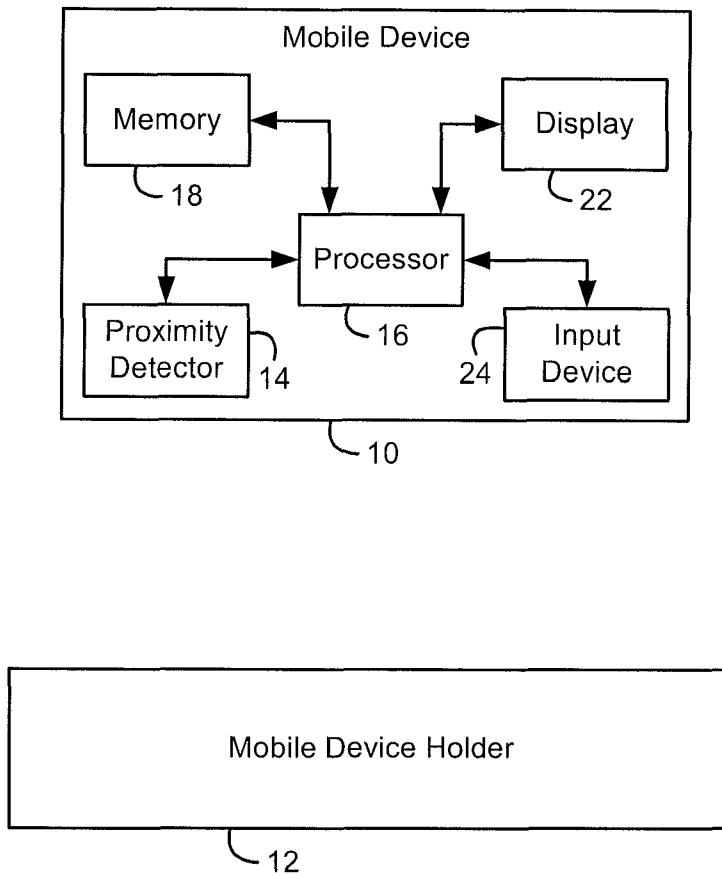 Mobile Device
Memory
Display
18
22
Processor
Proximity
Detector
14
16
24
Input
Device
10
Mobile Device Holder
12